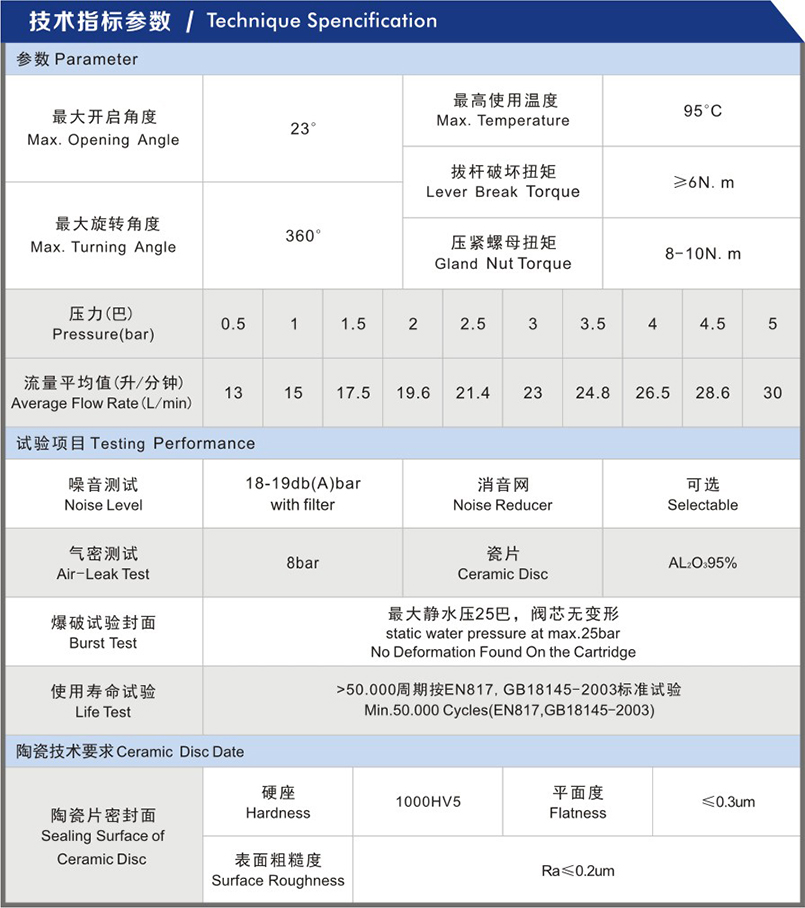 技术指标参数 / Technique Spencification
参数 Parameter
最大开启角度
Max. Opening Angle
23°
最高使用温度
Max. Temperature
95°C
拔杆破坏扭矩
Lever Break Torque
≥6N. m
最大旋转角度
Max. Turning Angle
360°
压紧螺母扭矩
Gland Nut Torque
8-10N. m
压力(巴)
Pressure(bar)
0.5 1 1.5 2 2.5 3 3.5 4 4.5 5
流量平均值(升/分钟)
Average Flow Rate(L/min)
13 15 17.5 19.6 21.4 23 24.8 26.5 28.6 30
试验项目 Testing Performance
噪音测试
Noise Level
18-19db(A)bar
with filter
消音网
Noise Reducer
可选
Selectable
气密测试
Air-Leak Test
8bar
瓷片
Ceramic Disc
AL₂O₃95%
爆破试验封面
Burst Test
最大静水压25巴，阀芯无变形
static water pressure at max.25bar
No Deformation Found On the Cartridge
使用寿命试验
Life Test
>50.000周期按EN817, GB18145-2003标准试验
Min.50.000 Cycles(EN817,GB18145-2003)
陶瓷技术要求 Ceramic Disc Date
陶瓷片密封面
Sealing Surface of
Ceramic Disc
硬座
Hardness
1000HV5
平面度
Flatness
≤0.3um
表面粗糙度
Surface Roughness
Ra≤0.2um